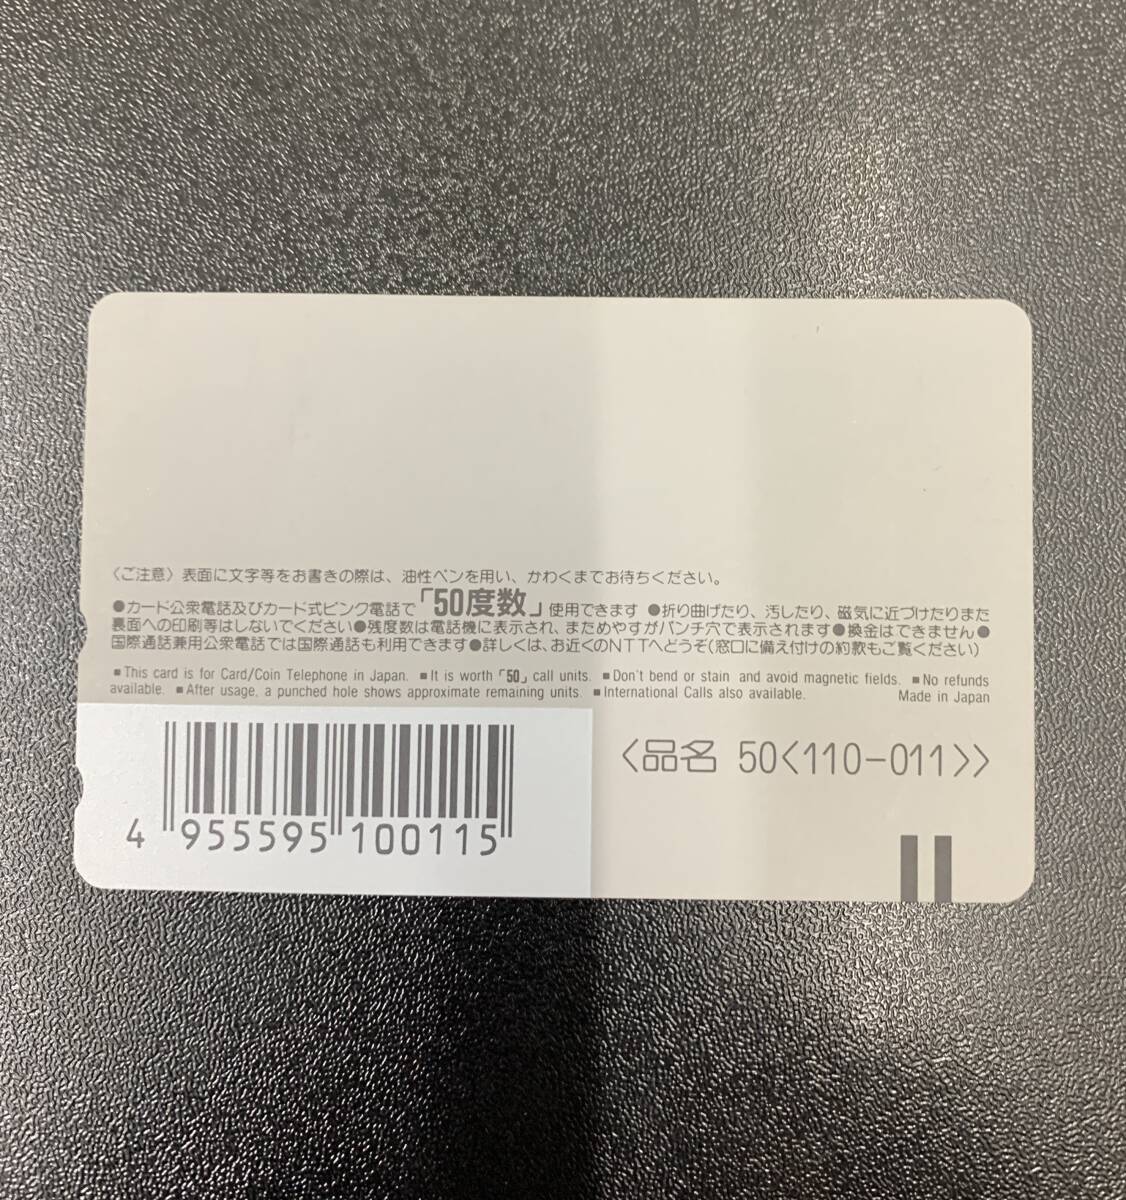 〈ご注意〉表面に文字等をお書きの際は、油性ペンを用い、かわくまでお待ちください。
●カード公衆電話及びカード式ピンク電話で「50度数」使用できます ●折り曲げたり、汚したり、磁気に近づけたりまた
裏面への印刷等はしないでください●残度数は電話機に表示され、まためやすがパンチ穴で表示されます●換金はできません●
国際通話兼用公衆電話では国際通話も利用できます●詳しくは、お近くのNTTへどうぞ(窓口に備え付けの約款もご覧ください)
■This card is for Card/Coin Telephone in Japan. ■It is worth「50」call units. ■Don't bend or stain and avoid magnetic fields. ■No refunds
available. ■After usage, a punched hole shows approximate remaining units. ■International Calls also available. Made in Japan
〈品名 50〈110-011〉〉
4 955595 100115